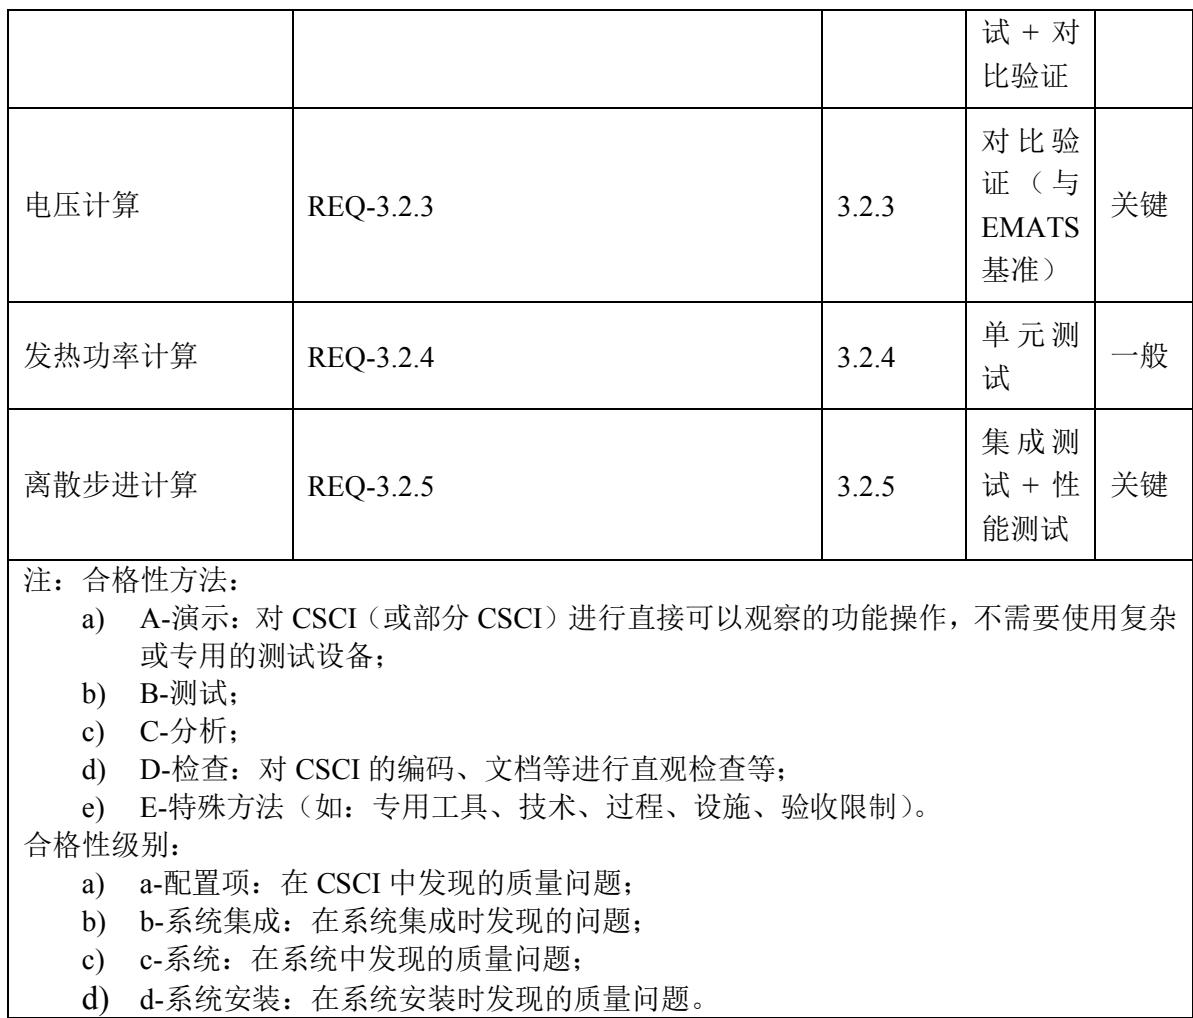 试 + 对
比验证
电压计算 REQ-3.2.3 3.2.3 对比验
证（与
EMATS
基准） 关键
发热功率计算 REQ-3.2.4 3.2.4 单元测
试 一般
离散步进计算 REQ-3.2.5 3.2.5 集成测
试 + 性
能测试 关键
注：合格性方法：
a) A-演示：对 CSCI（或部分 CSCI）进行直接可以观察的功能操作，不需要使用复杂
或专用的测试设备；
b) B-测试；
c) C-分析；
d) D-检查：对 CSCI 的编码、文档等进行直观检查等；
e) E-特殊方法（如：专用工具、技术、过程、设施、验收限制）。
合格性级别：
a) a-配置项：在 CSCI 中发现的质量问题；
b) b-系统集成：在系统集成时发现的问题；
c) c-系统：在系统中发现的质量问题；
d) d-系统安装：在系统安装时发现的质量问题。